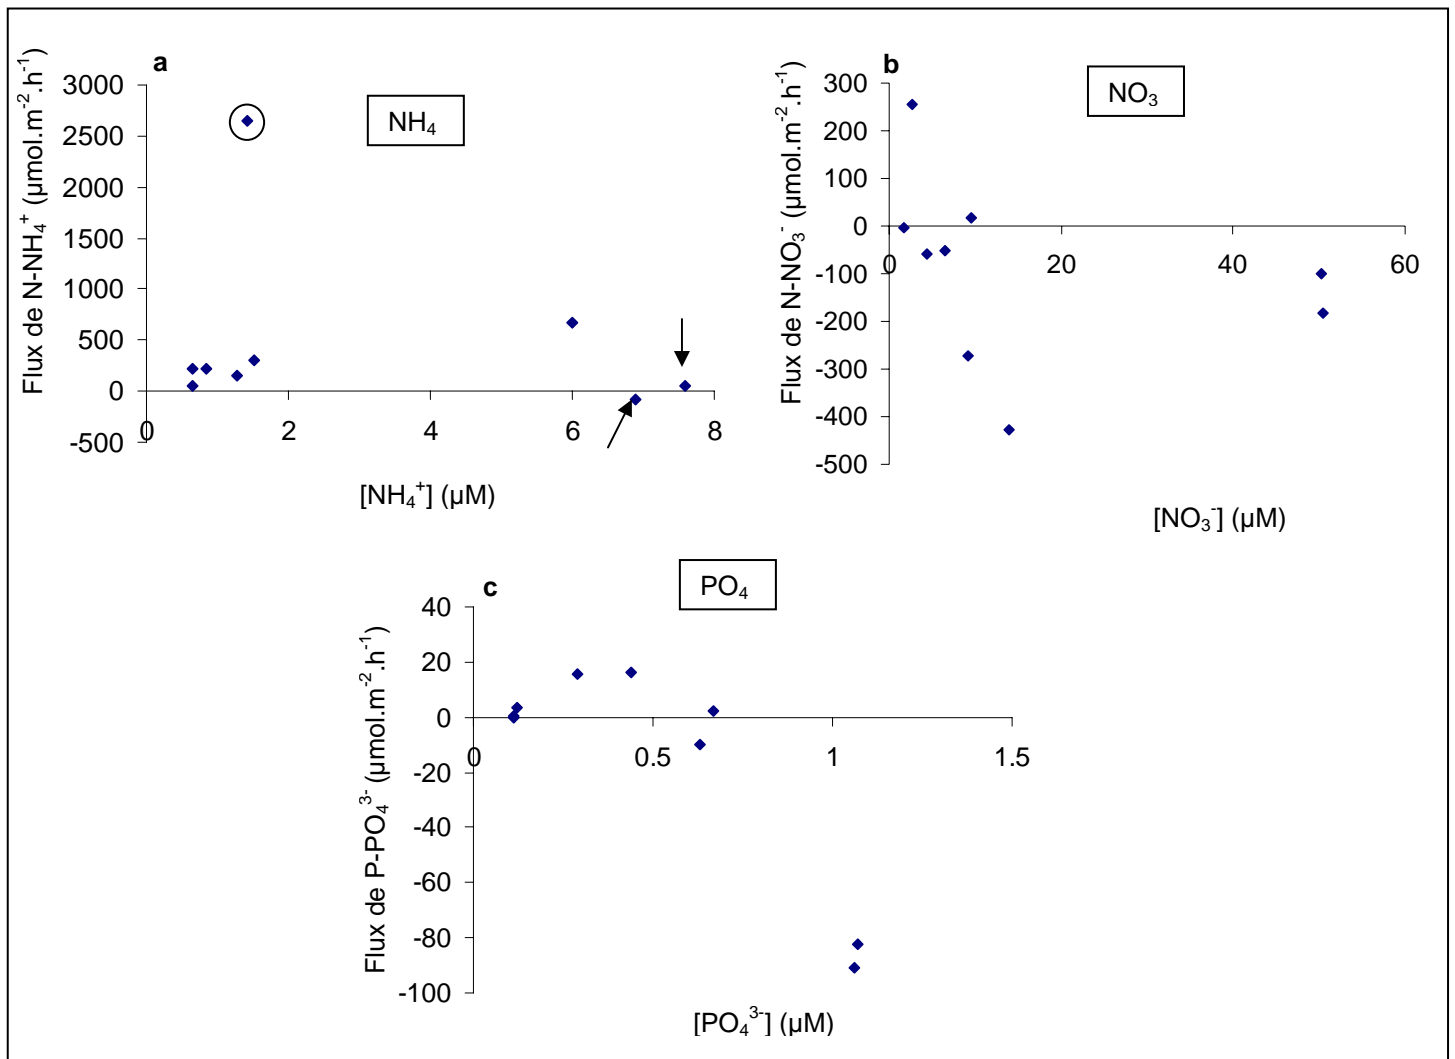 a
NH₄
Flux de N-NH₄⁺ (µmol.m⁻².h⁻¹)
3000
2500
2000
1500
1000
500
0
-500
0 2 4 6 8
[NH₄⁺] (µM)
b
NO₃
Flux de N-NO₃⁻ (µmol.m⁻².h⁻¹)
300
200
100
0
-100
-200
-300
-400
-500
0 20 40 60
[NO₃⁻] (µM)
c
PO₄
Flux de P-PO₄³⁻ (µmol.m⁻².h⁻¹)
40
20
0
-20
-40
-60
-80
-100
0 0.5 1 1.5
[PO₄³⁻] (µM)